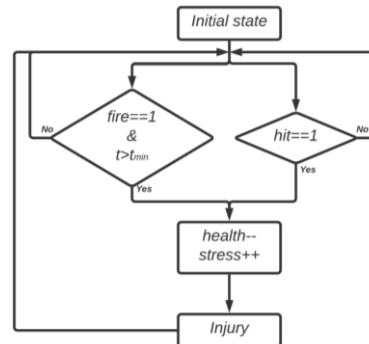 Initial state
fire==1
&
t>tmin
hit==1
No
No
Yes
Yes
health--
stress++
Injury